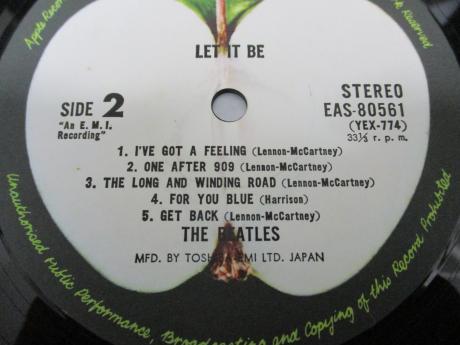 Apple Recor
LET IT BE
SIDE 2
"An E. M. I.
Recording"
STEREO
EAS-80561
(YEX-774)
33⅓ r. p. m.
1. I'VE GOT A FEELING (Lennon-McCartney)
2. ONE AFTER 909 (Lennon-McCartney)
3. THE LONG AND WINDING ROAD (Lennon-McCartney)
4. FOR YOU BLUE (Harrison)
5. GET BACK (Lennon-McCartney)
THE BEATLES
MFD. BY TOSHIBA-EMI LTD. JAPAN
Unauthorised Public Performance, Broadcasting and Copying of this Record Prohibited
Reserved